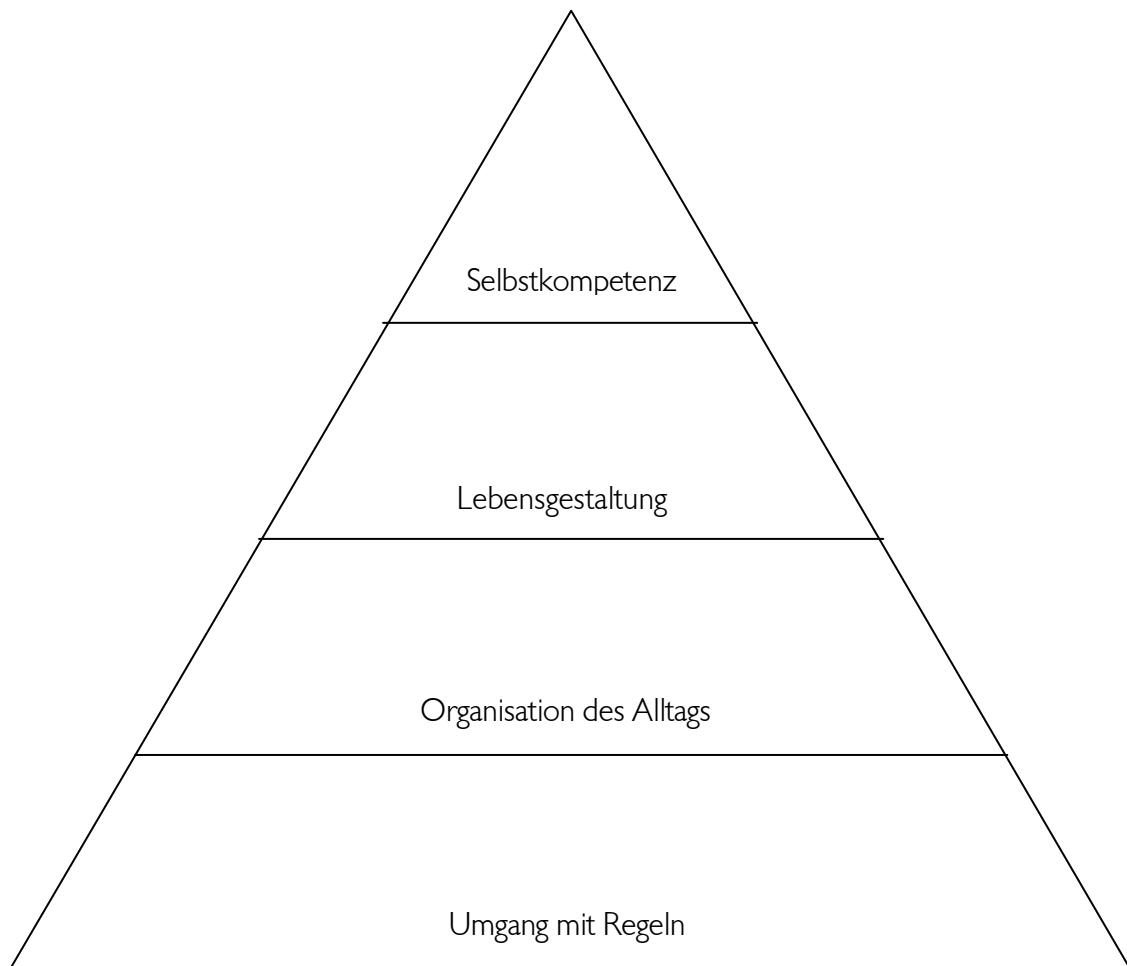 Selbstkompetenz
Lebensgestaltung
Organisation des Alltags
Umgang mit Regeln